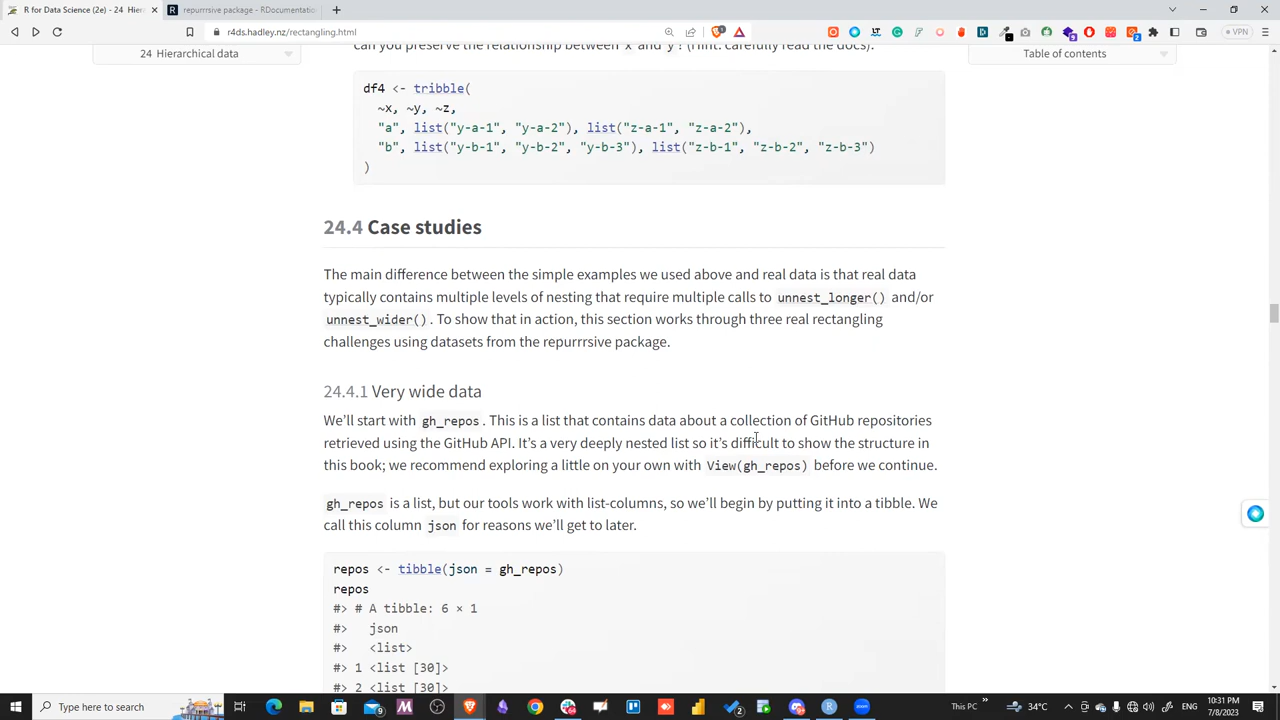 R for Data Science (2e) - 24 Hiera
repurrrsive package - RDocumentation
r4ds.hadley.nz/rectangling.html
VPN
24 Hierarchical data
Table of contents
can you preserve the relationship between x and y? (Hint: carefully read the docs).
df4 <- tribble(
~x, ~y, ~z,
"a", list("y-a-1", "y-a-2"), list("z-a-1", "z-a-2"),
"b", list("y-b-1", "y-b-2", "y-b-3"), list("z-b-1", "z-b-2", "z-b-3")
)
24.4 Case studies
The main difference between the simple examples we used above and real data is that real data
typically contains multiple levels of nesting that require multiple calls to unnest_longer() and/or
unnest_wider(). To show that in action, this section works through three real rectangling
challenges using datasets from the repurrrsive package.
24.4.1 Very wide data
We’ll start with gh_repos. This is a list that contains data about a collection of GitHub repositories
retrieved using the GitHub API. It’s a very deeply nested list so it’s difficult to show the structure in
this book; we recommend exploring a little on your own with View(gh_repos) before we continue.
gh_repos is a list, but our tools work with list-columns, so we’ll begin by putting it into a tibble. We
call this column json for reasons we’ll get to later.
repos <- tibble(json = gh_repos)
repos
#> # A tibble: 6 × 1
#> json
#> <list>
#> 1 <list [30]>
#> 2 <list [30]>
Type here to search
This PC
34°C
10:31 PM
7/8/2023